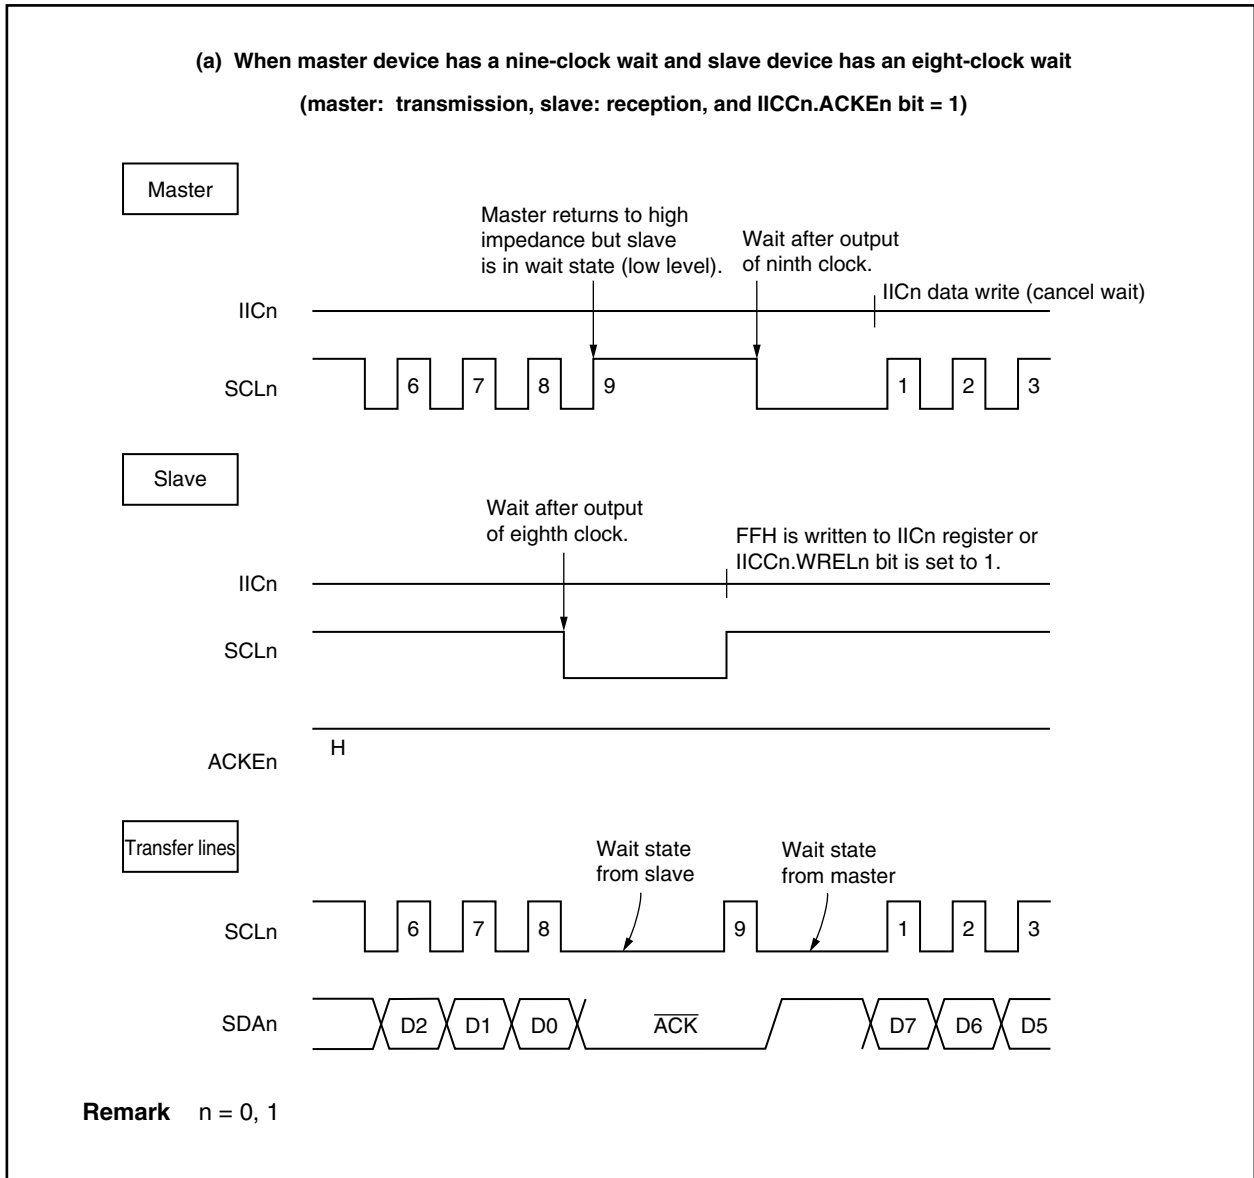 (a) When master device has a nine-clock wait and slave device has an eight-clock wait
(master: transmission, slave: reception, and IICCn.ACKEn bit = 1)
Master
Master returns to high
impedance but slave
is in wait state (low level).
Wait after output
of ninth clock.
IICn data write (cancel wait)
IICn
SCLn
6 7 8 9 1 2 3
Slave
Wait after output
of eighth clock.
FFH is written to IICn register or
IICCn.WRELn bit is set to 1.
IICn
SCLn
H
ACKEn
Transfer lines
Wait state
from slave
Wait state
from master
SCLn
6 7 8 9 1 2 3
SDAn
D2 D1 D0 A̅C̅K̅ D7 D6 D5
Remark n = 0, 1